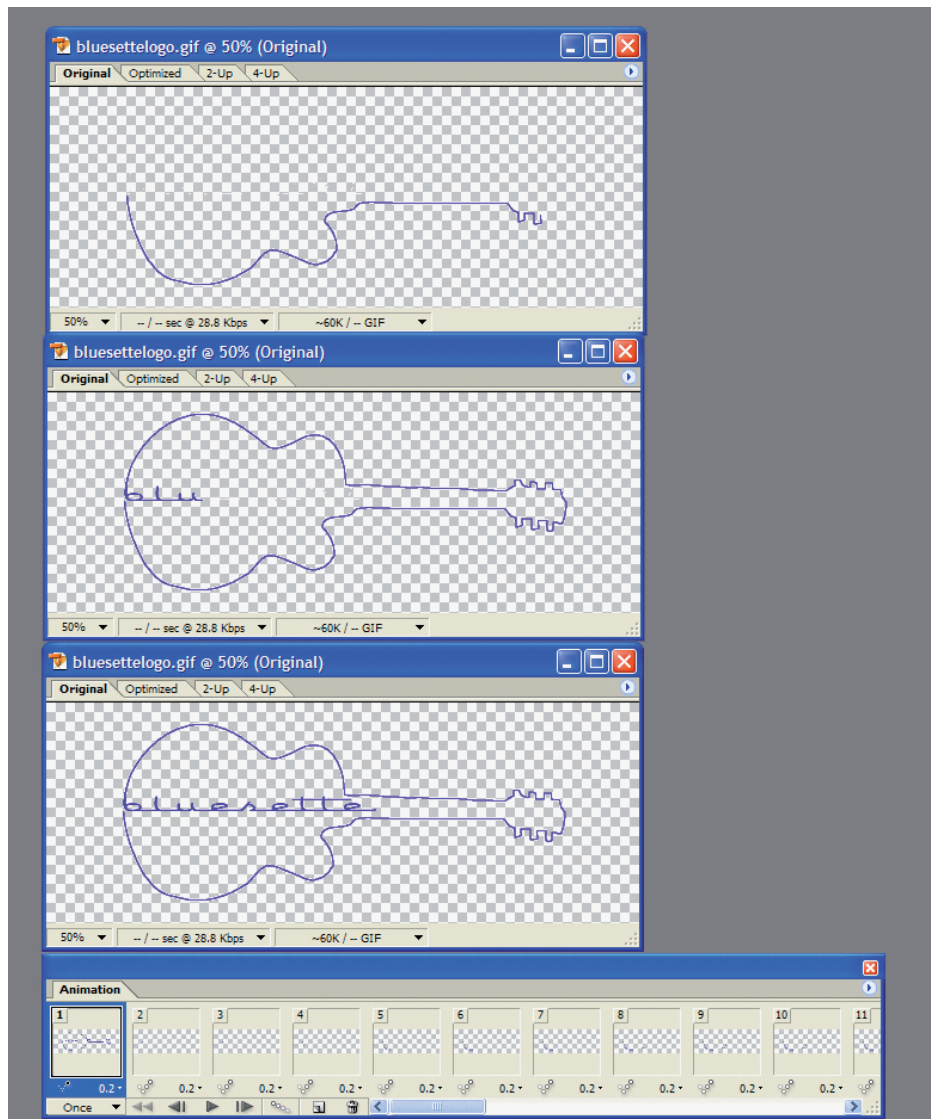 bluesettelogo.gif @ 50% (Original)
Original Optimized 2-Up 4-Up
50% -- / -- sec @ 28.8 Kbps ~60K / -- GIF
bluesettelogo.gif @ 50% (Original)
Original Optimized 2-Up 4-Up
blu
50% -- / -- sec @ 28.8 Kbps ~60K / -- GIF
bluesettelogo.gif @ 50% (Original)
Original Optimized 2-Up 4-Up
bluesette
50% -- / -- sec @ 28.8 Kbps ~60K / -- GIF
Animation
1 2 3 4 5 6 7 8 9 10 11
0.2 0.2 0.2 0.2 0.2 0.2 0.2 0.2 0.2 0.2
Once